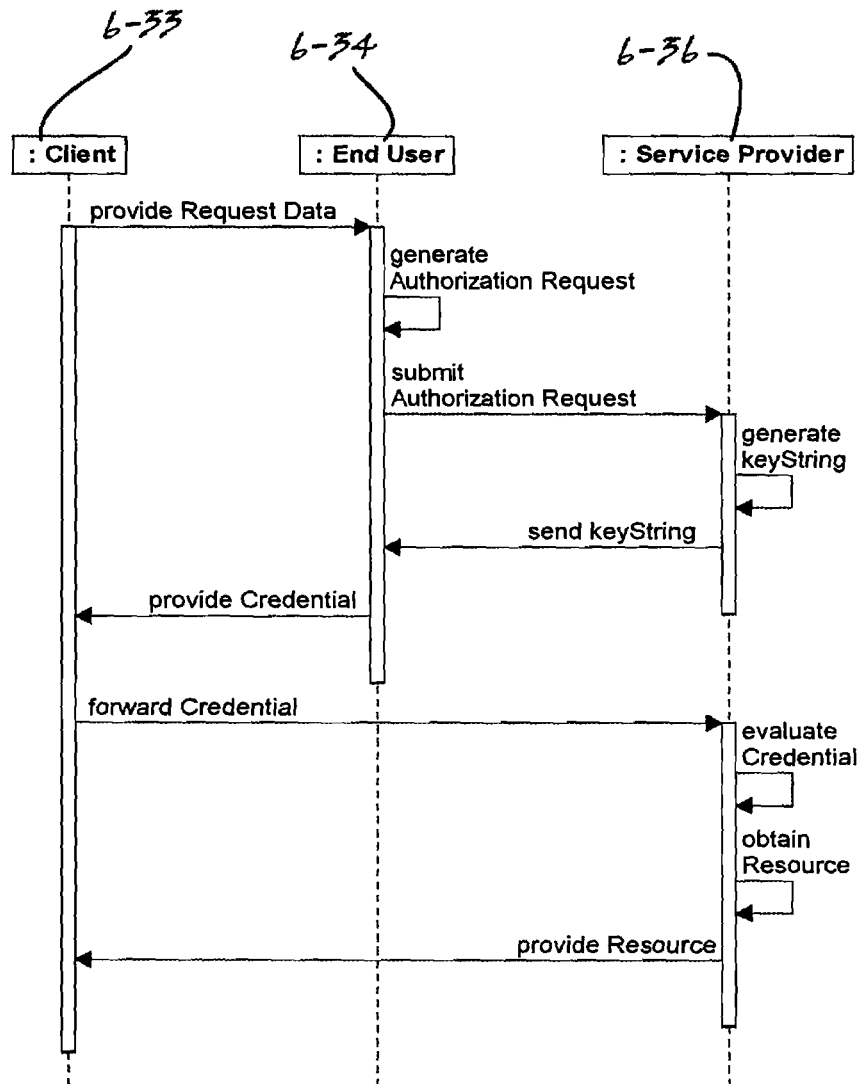 6-33
6-34
6-36
: Client
: End User
: Service Provider
provide Request Data
generate
Authorization Request
submit
Authorization Request
generate
keyString
send keyString
provide Credential
forward Credential
evaluate
Credential
obtain
Resource
provide Resource